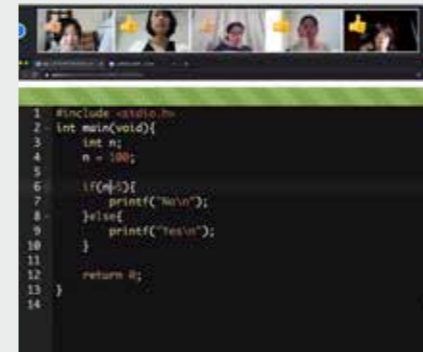 1 #include <stdio.h>
2 int main(void){
3 int n;
4 n = 100;
5
6
7 printf("No\n");
8 }else{
9 printf("Yes\n");
10 }
11
12 return 0;
13 }
14